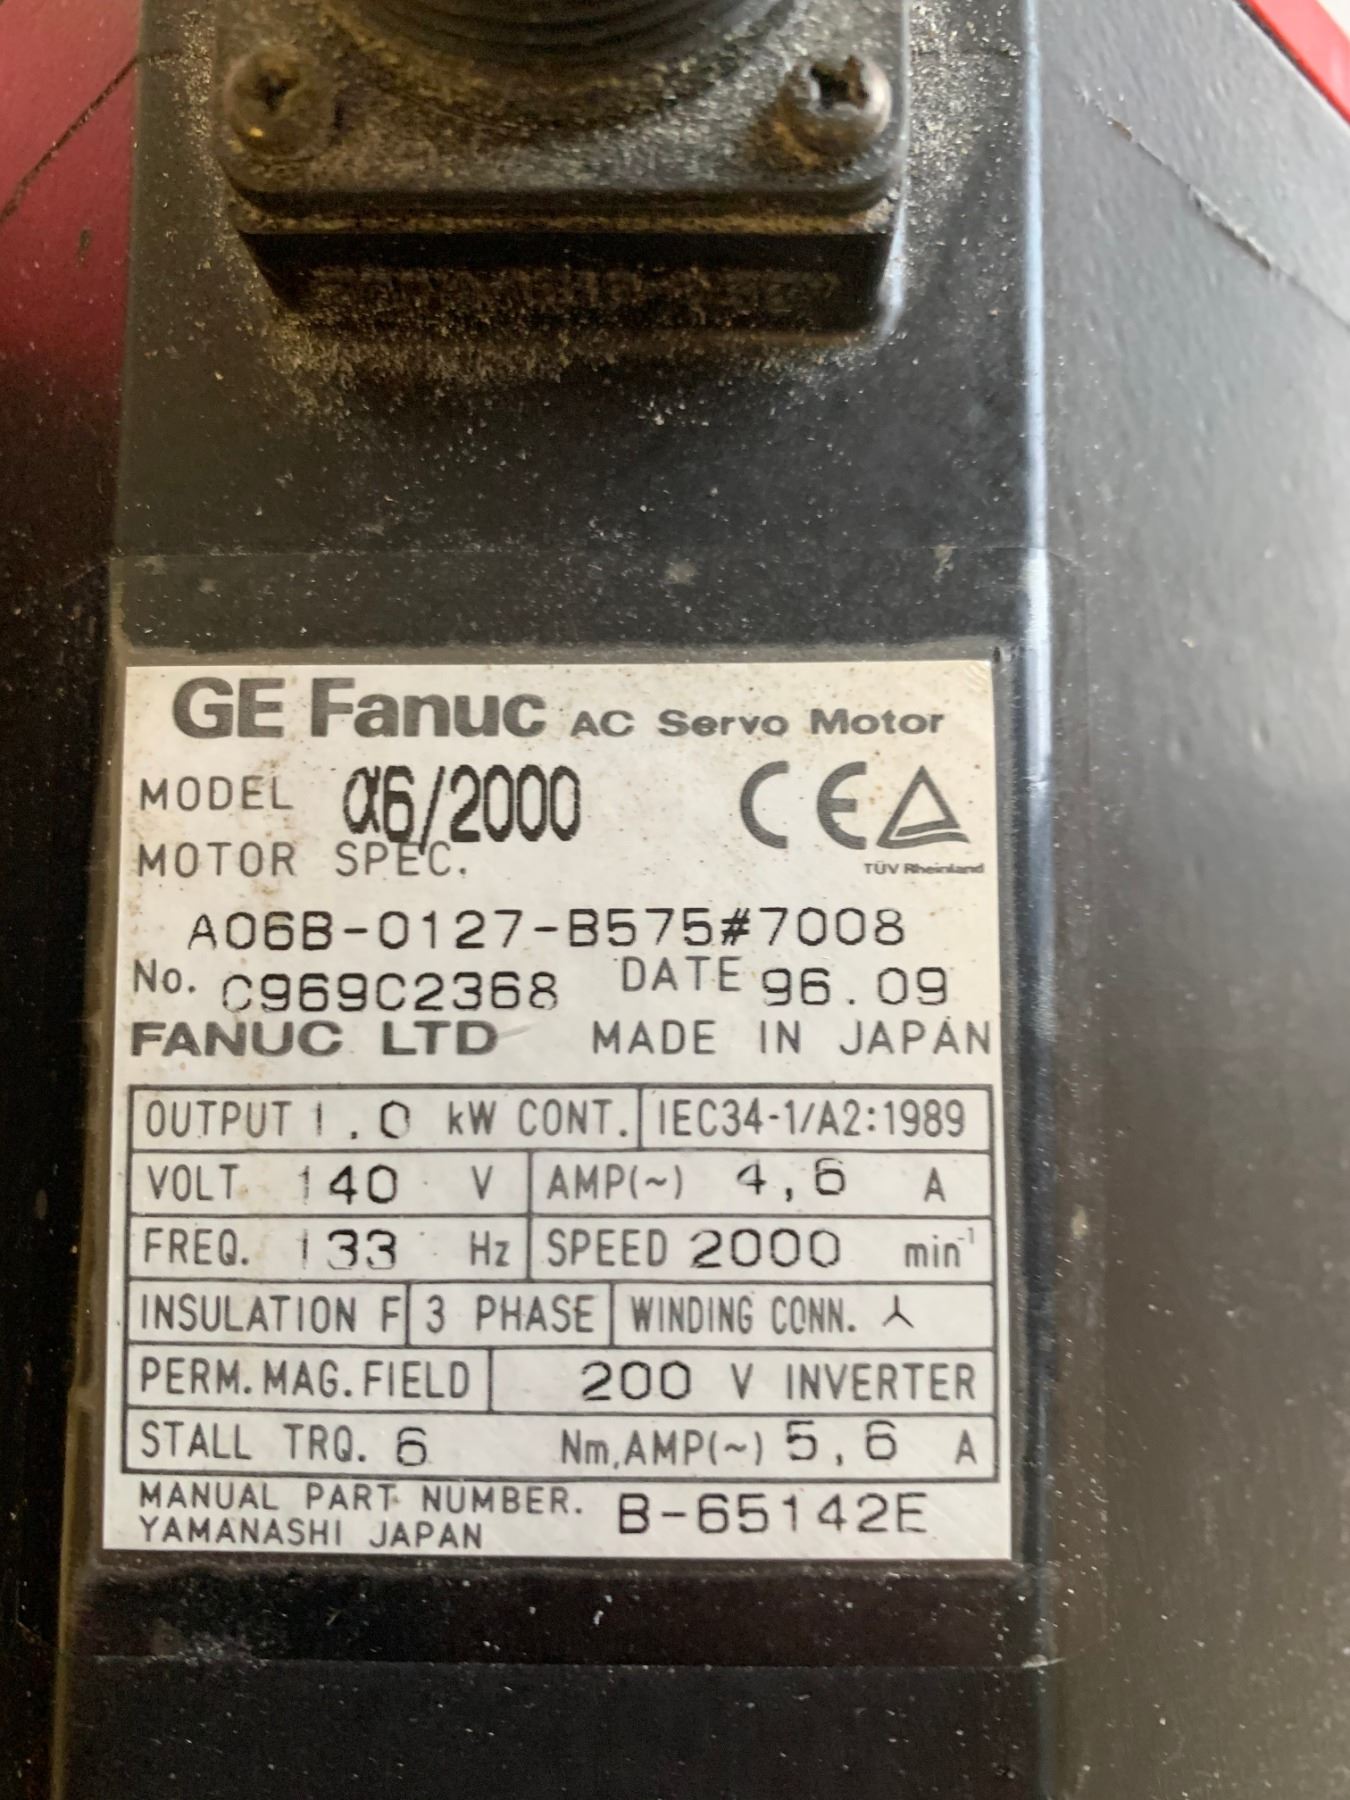 GE Fanuc AC Servo Motor
MODEL α6/2000 CE
MOTOR SPEC. TÜV Rheinland
A06B-0127-B575#7008
No. C969C2368 DATE 96.09
FANUC LTD MADE IN JAPAN
OUTPUT 1.0 kW CONT. IEC34-1/A2:1989
VOLT. 140 V AMP(~) 4,6 A
FREQ. 133 Hz SPEED 2000 min⁻¹
INSULATION F 3 PHASE WINDING CONN. ⅄
PERM.MAG.FIELD 200 V INVERTER
STALL TRQ. 6 Nm,AMP(~) 5,6 A
MANUAL PART NUMBER. B-65142E
YAMANASHI JAPAN